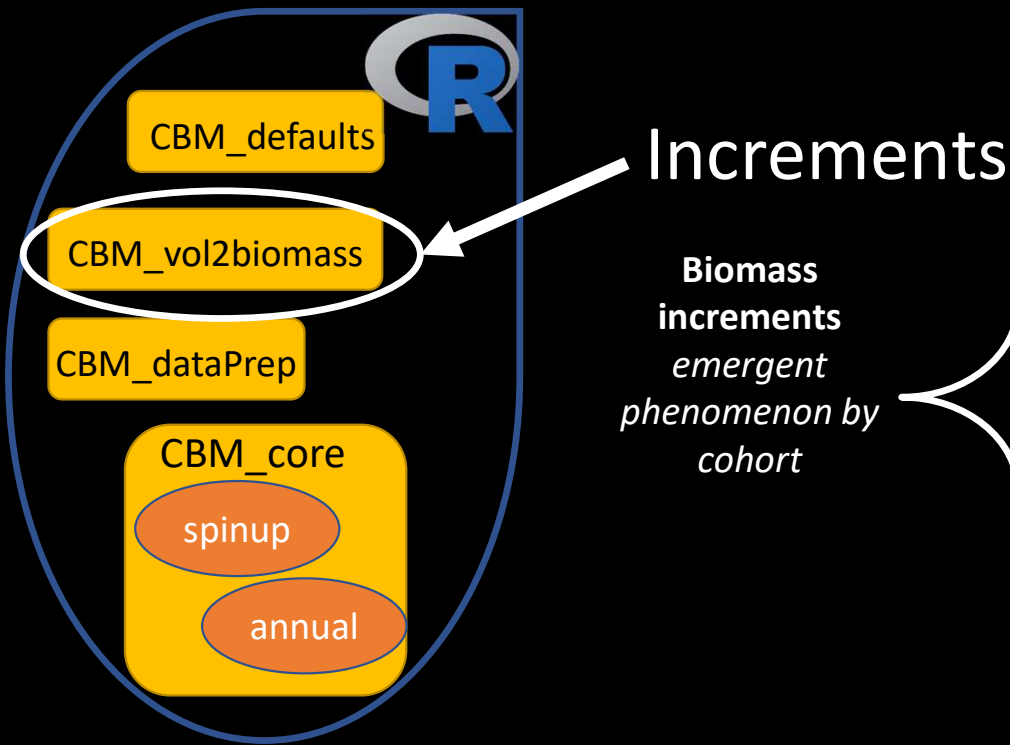 R
CBM_defaults
Increments
CBM_vol2biomass
Biomass
increments
emergent
phenomenon by
cohort
CBM_dataPrep
CBM_core
spinup
annual